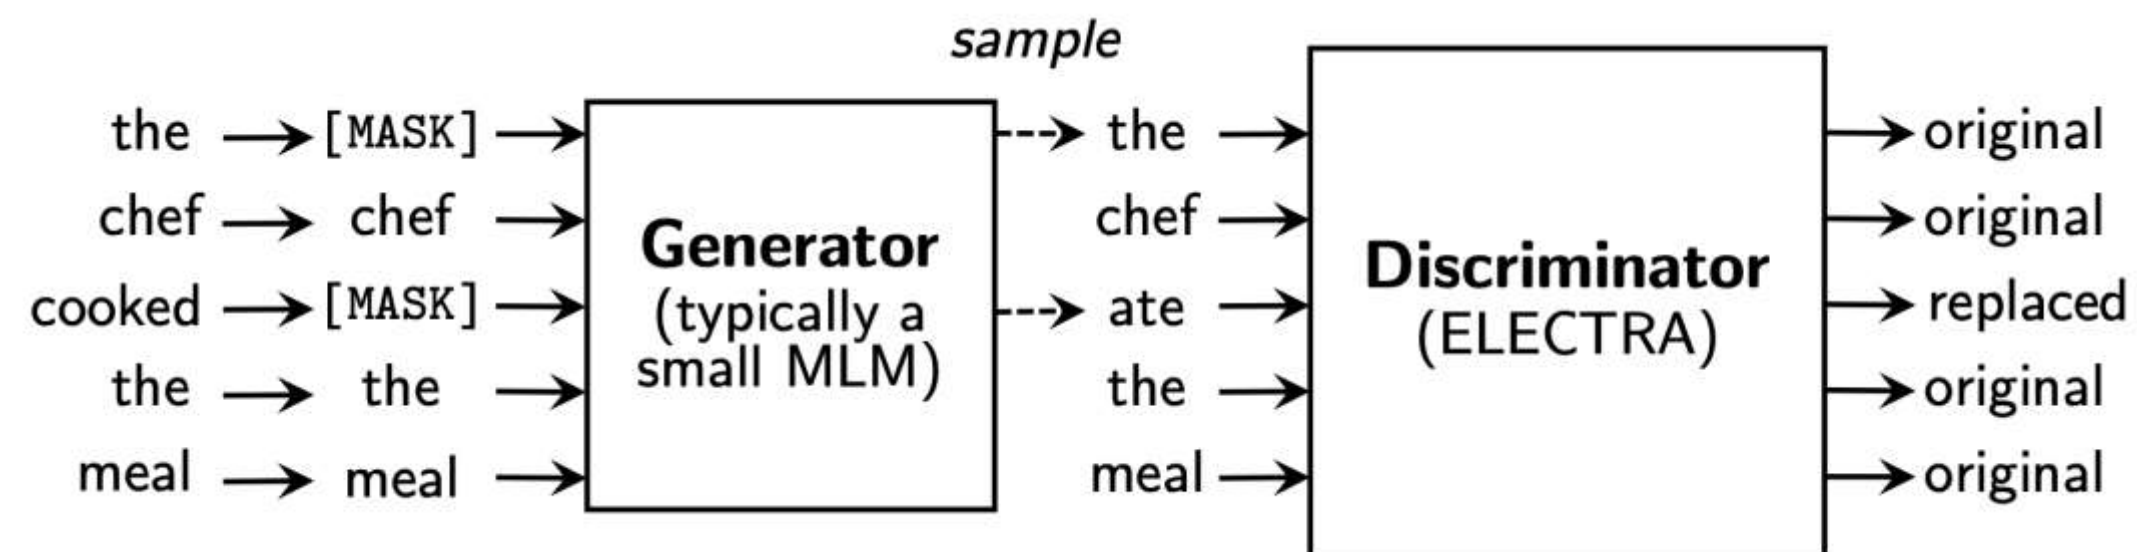 sample
the [MASK] the original
chef chef Generator chef original
cooked [MASK] (typically a ate Discriminator replaced
the the small MLM) the (ELECTRA) original
meal meal meal original